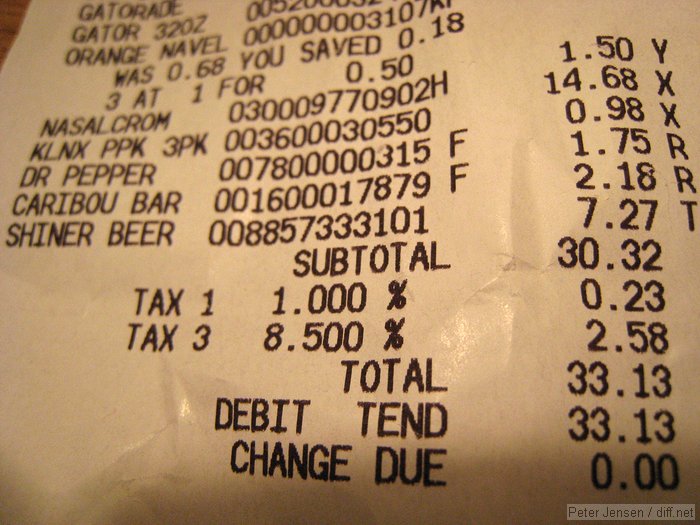 GATORADE
GATOR 32OZ
ORANGE NAVEL 000000003107KF
WAS 0.68 YOU SAVED 0.18
3 AT 1 FOR 0.50 1.50 Y
NASALCROM 030009770902H 14.68 X
KLNX PPK 3PK 003600030550 0.98 X
DR PEPPER 007800000315 F 1.75 R
CARIBOU BAR 001600017879 F 2.18 R
SHINER BEER 008857333101 7.27 T
SUBTOTAL 30.32
TAX 1 1.000 % 0.23
TAX 3 8.500 % 2.58
TOTAL 33.13
DEBIT TEND 33.13
CHANGE DUE 0.00
Peter Jensen / diff.net